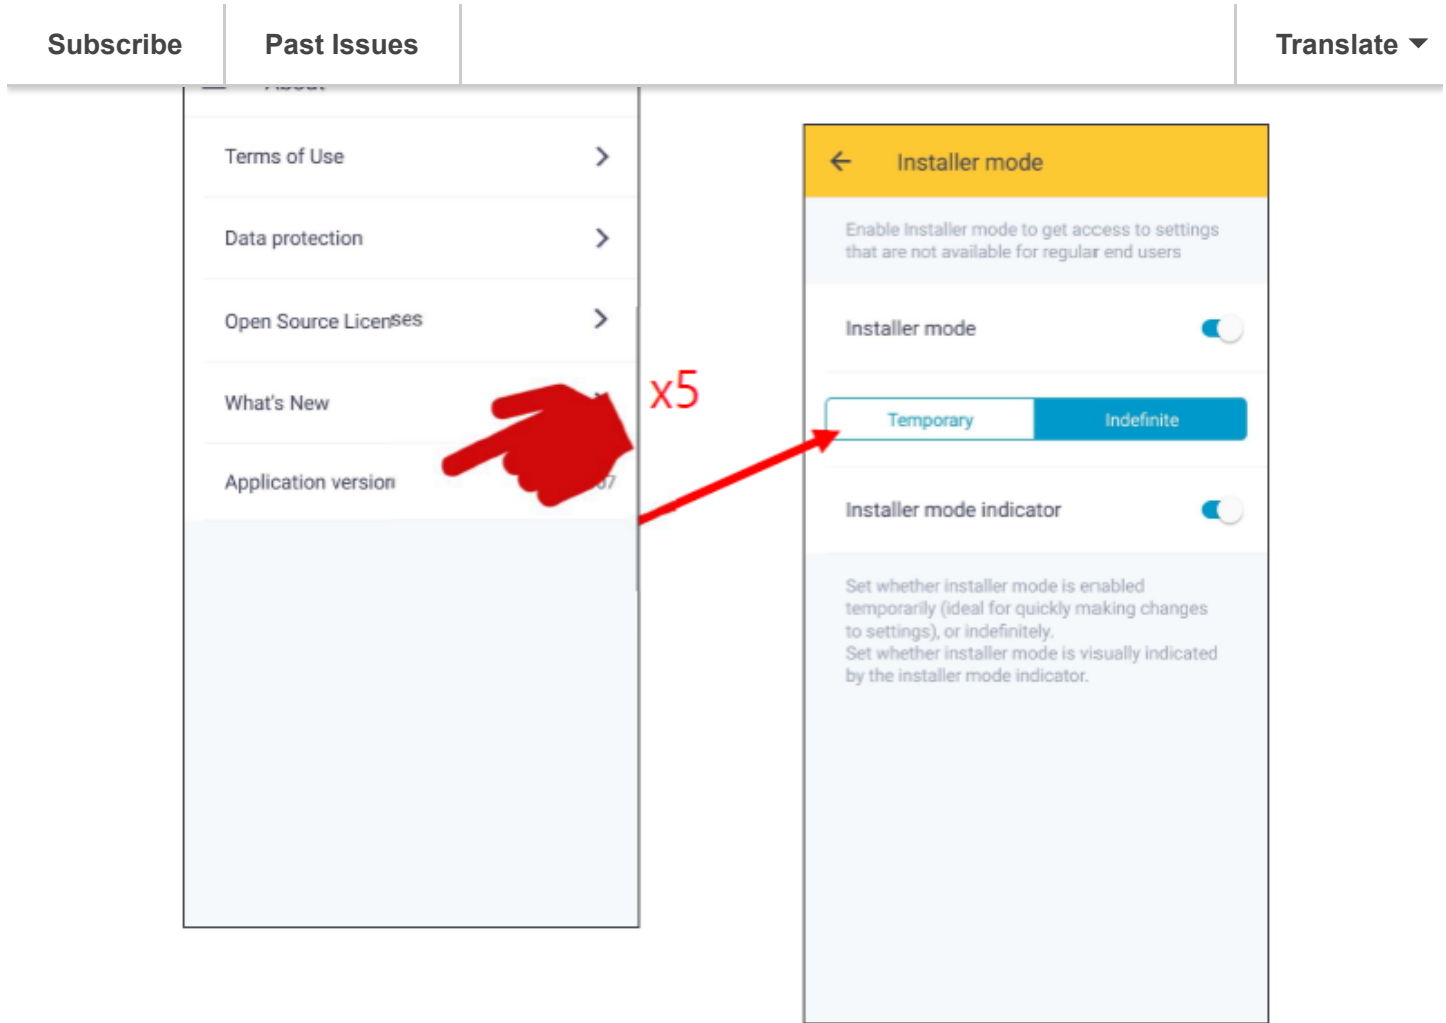 Subscribe
Past Issues
Translate
About
Terms of Use
Data protection
Open Source Licenses
What's New
Application version
x5
Installer mode
Enable Installer mode to get access to settings
that are not available for regular end users
Installer mode
Temporary
Indefinite
Installer mode indicator
Set whether installer mode is enabled
temporarily (ideal for quickly making changes
to settings), or indefinitely.
Set whether installer mode is visually indicated
by the installer mode indicator.